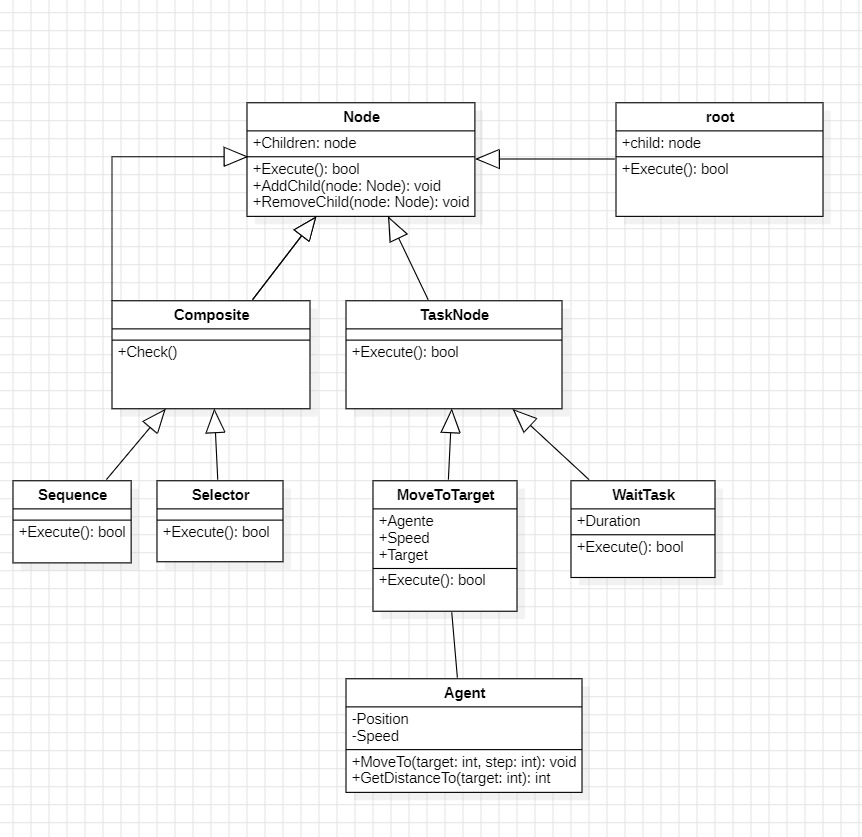 Node
+Children: node
+Execute(): bool
+AddChild(node: Node): void
+RemoveChild(node: Node): void
root
+child: node
+Execute(): bool
Composite
+Check()
TaskNode
+Execute(): bool
Sequence
+Execute(): bool
Selector
+Execute(): bool
MoveToTarget
+Agente
+Speed
+Target
+Execute(): bool
WaitTask
+Duration
+Execute(): bool
Agent
-Position
-Speed
+MoveTo(target: int, step: int): void
+GetDistanceTo(target: int): int